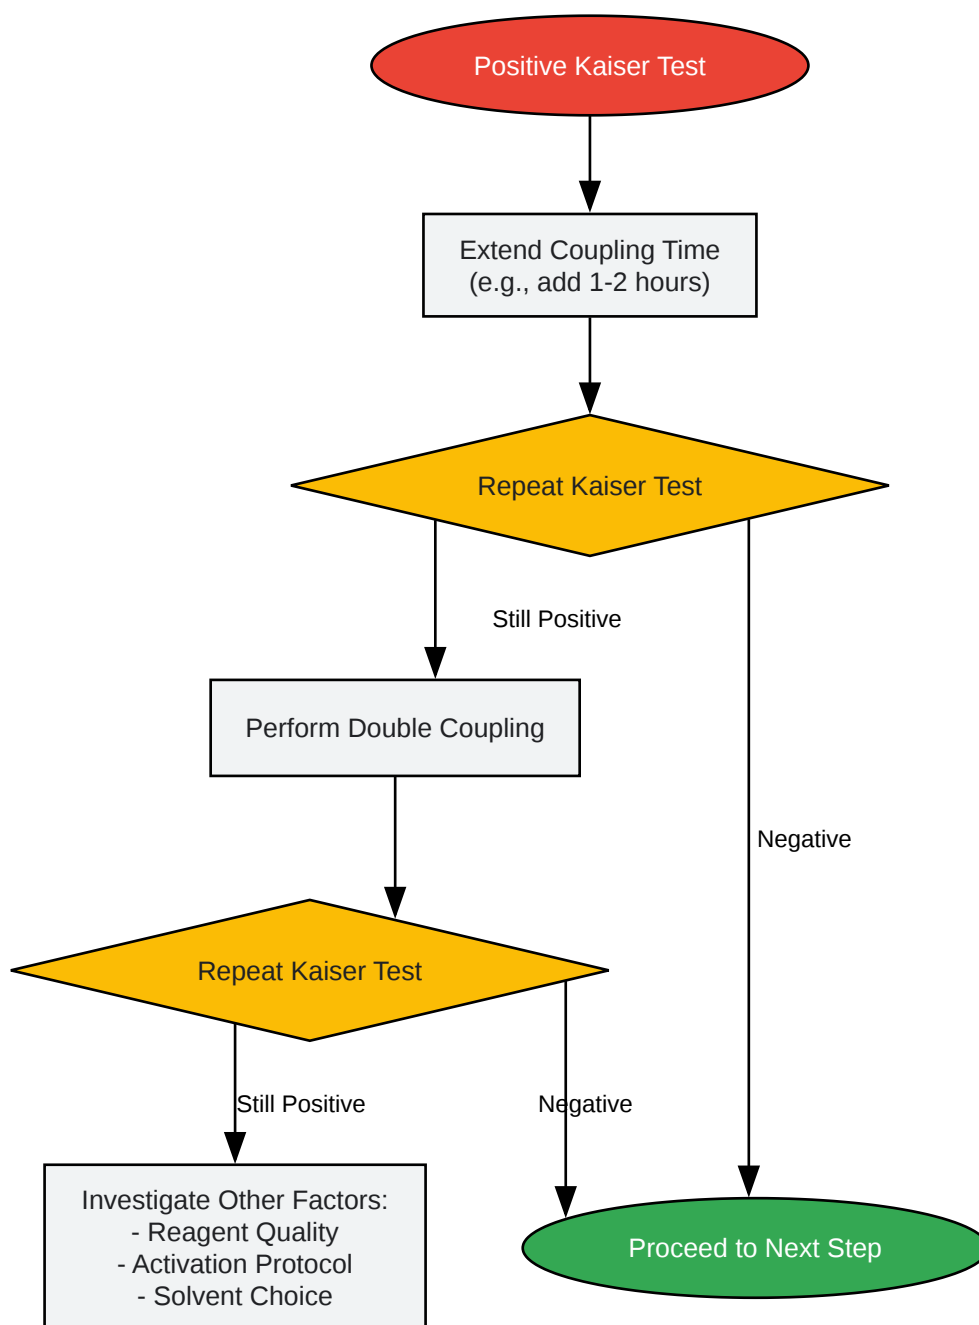 Positive Kaiser Test
Extend Coupling Time
(e.g., add 1-2 hours)
Repeat Kaiser Test
Still Positive
Perform Double Coupling
Negative
Repeat Kaiser Test
Still Positive
Negative
Investigate Other Factors:
- Reagent Quality
- Activation Protocol
- Solvent Choice
Proceed to Next Step